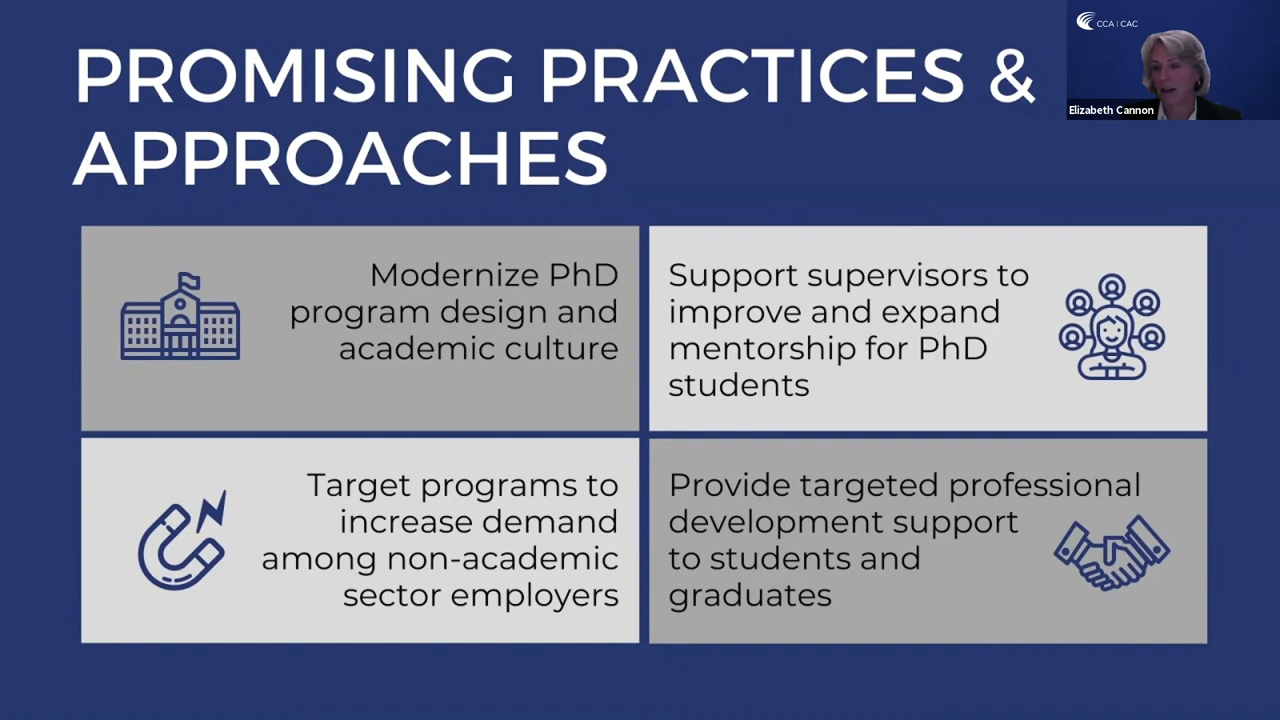 PROMISING PRACTICES &
APPROACHES
CCA | CAC
Elizabeth Cannon
Modernize PhD
program design and
academic culture
Support supervisors to
improve and expand
mentorship for PhD
students
Target programs to
increase demand
among non-academic
sector employers
Provide targeted professional
development support
to students and
graduates